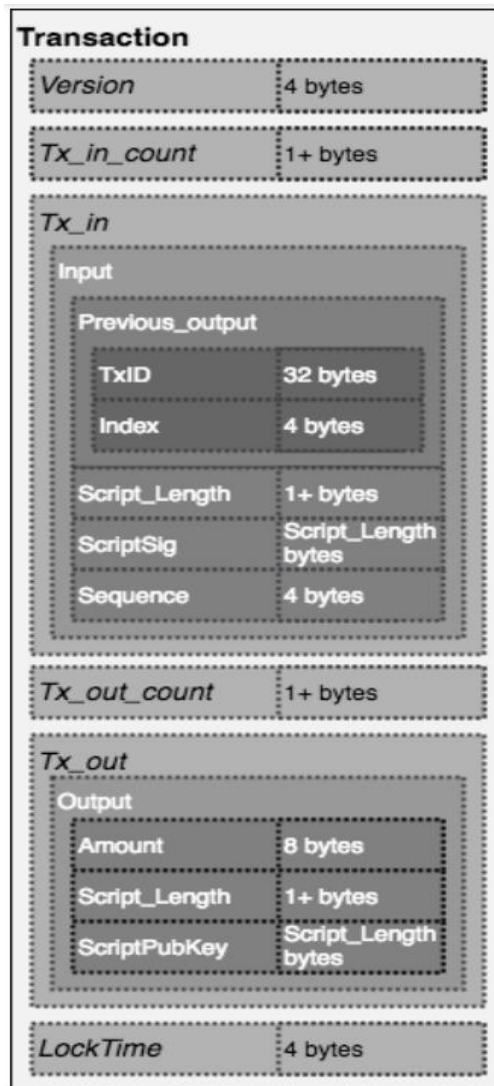 Transaction
Version 4 bytes
Tx_in_count 1+ bytes
Tx_in
Input
Previous_output
TxID 32 bytes
Index 4 bytes
Script_Length 1+ bytes
ScriptSig Script_Length
bytes
Sequence 4 bytes
Tx_out_count 1+ bytes
Tx_out
Output
Amount 8 bytes
Script_Length 1+ bytes
ScriptPubKey Script_Length
bytes
LockTime 4 bytes